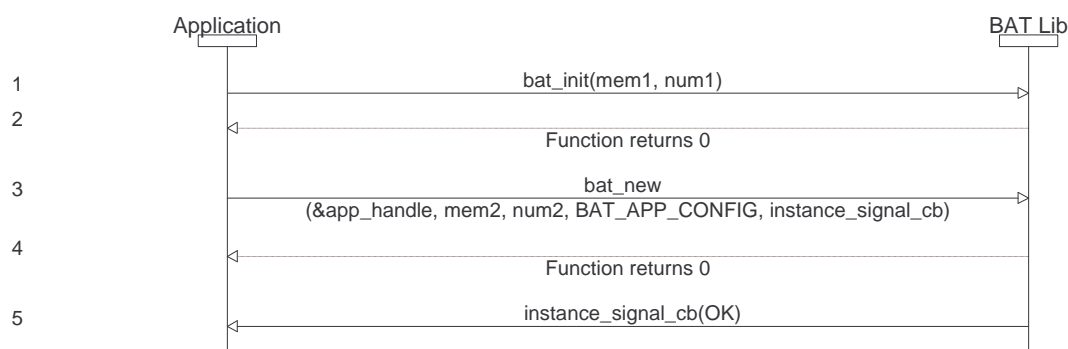 Application BAT Lib
1 bat_init(mem1, num1)
2
Function returns 0
3 bat_new
(&app_handle, mem2, num2, BAT_APP_CONFIG, instance_signal_cb)
4
Function returns 0
5 instance_signal_cb(OK)